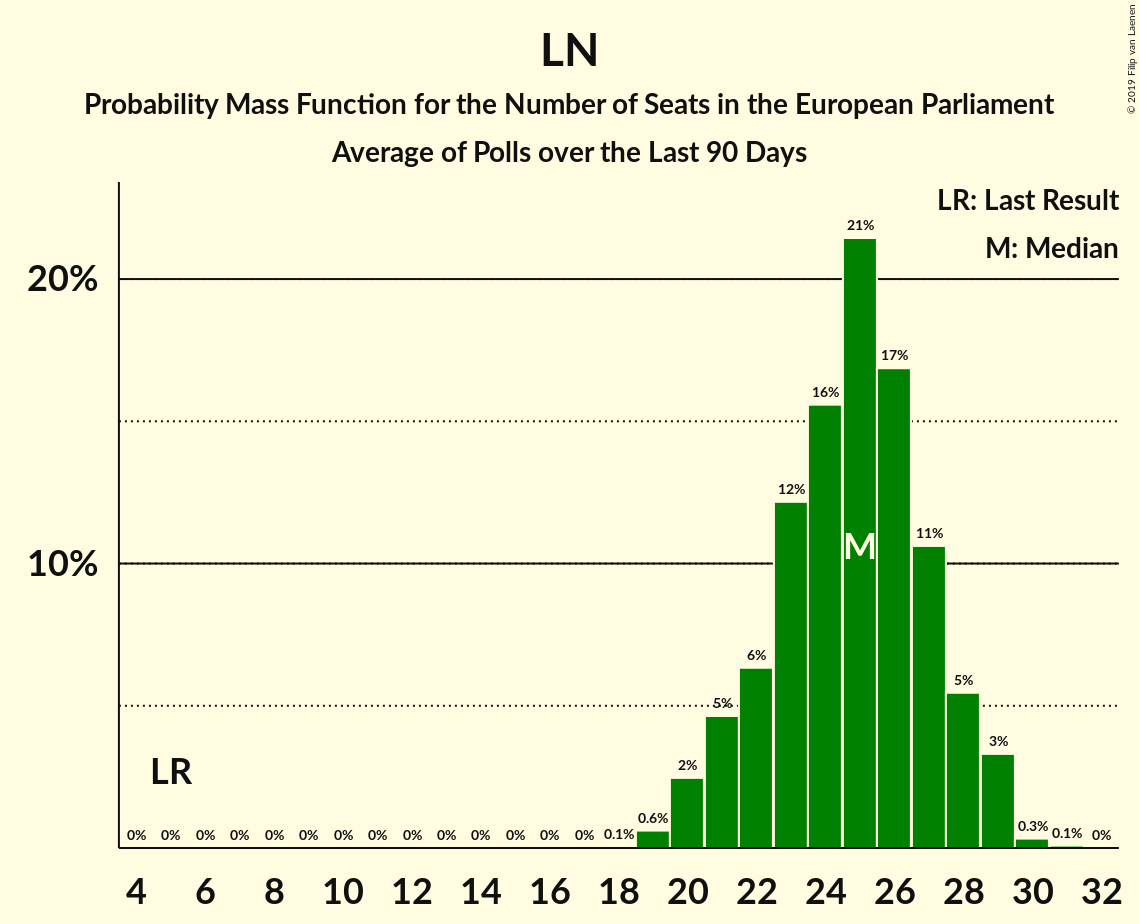 LN
Probability Mass Function for the Number of Seats in the European Parliament
Average of Polls over the Last 90 Days
© 2019 Filip van Laenen
LR: Last Result
M: Median
20%
10%
21%
17%
16%
12%
11%
M
6%
5%
5%
3%
2%
LR
0% 0% 0% 0% 0% 0% 0% 0% 0% 0% 0% 0% 0% 0% 0.1% 0.6% 0.3% 0.1% 0%
4 6 8 10 12 14 16 18 20 22 24 26 28 30 32